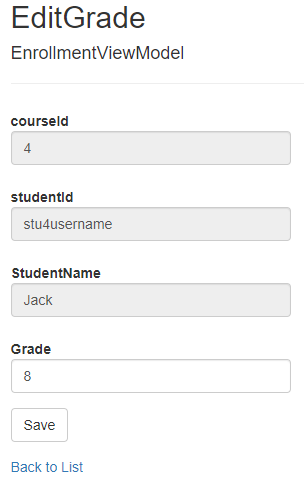 EditGrade
EnrollmentViewModel
courseId
4
studentId
stu4username
StudentName
Jack
Grade
8
Save
Back to List